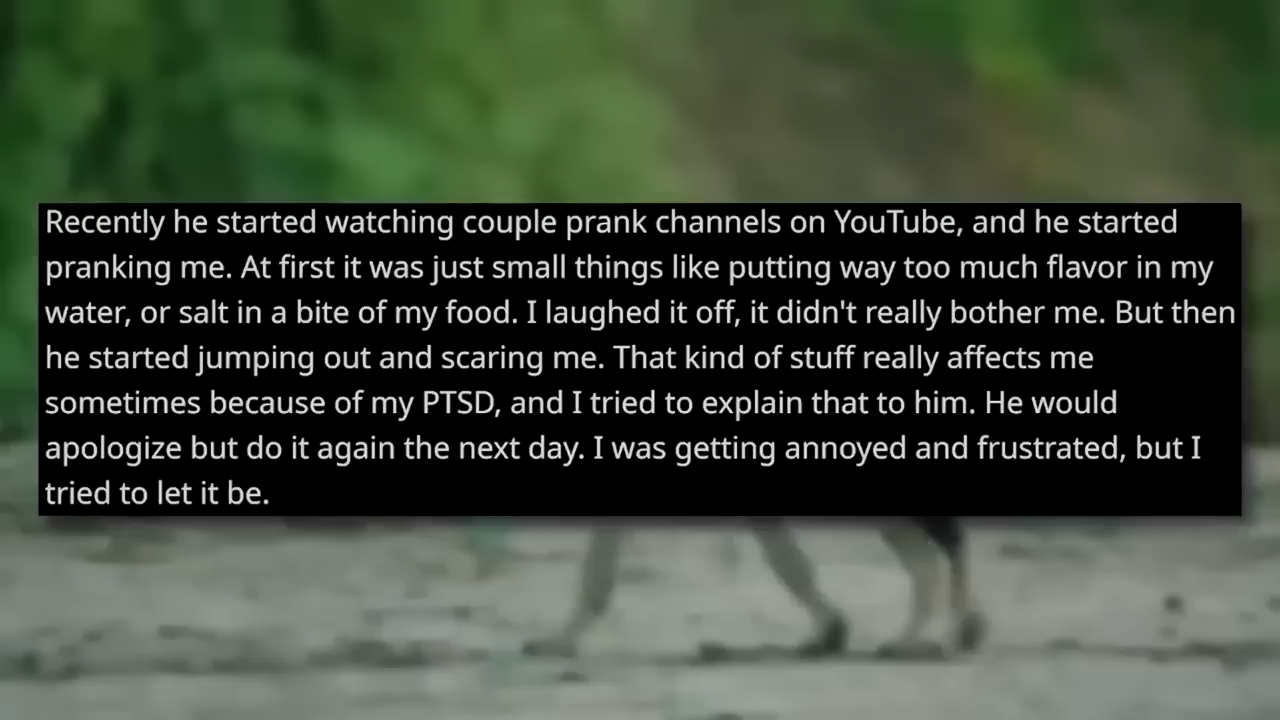 Recently he started watching couple prank channels on YouTube, and he started
pranking me. At first it was just small things like putting way too much flavor in my
water, or salt in a bite of my food. I laughed it off, it didn't really bother me. But then
he started jumping out and scaring me. That kind of stuff really affects me
sometimes because of my PTSD, and I tried to explain that to him. He would
apologize but do it again the next day. I was getting annoyed and frustrated, but I
tried to let it be.